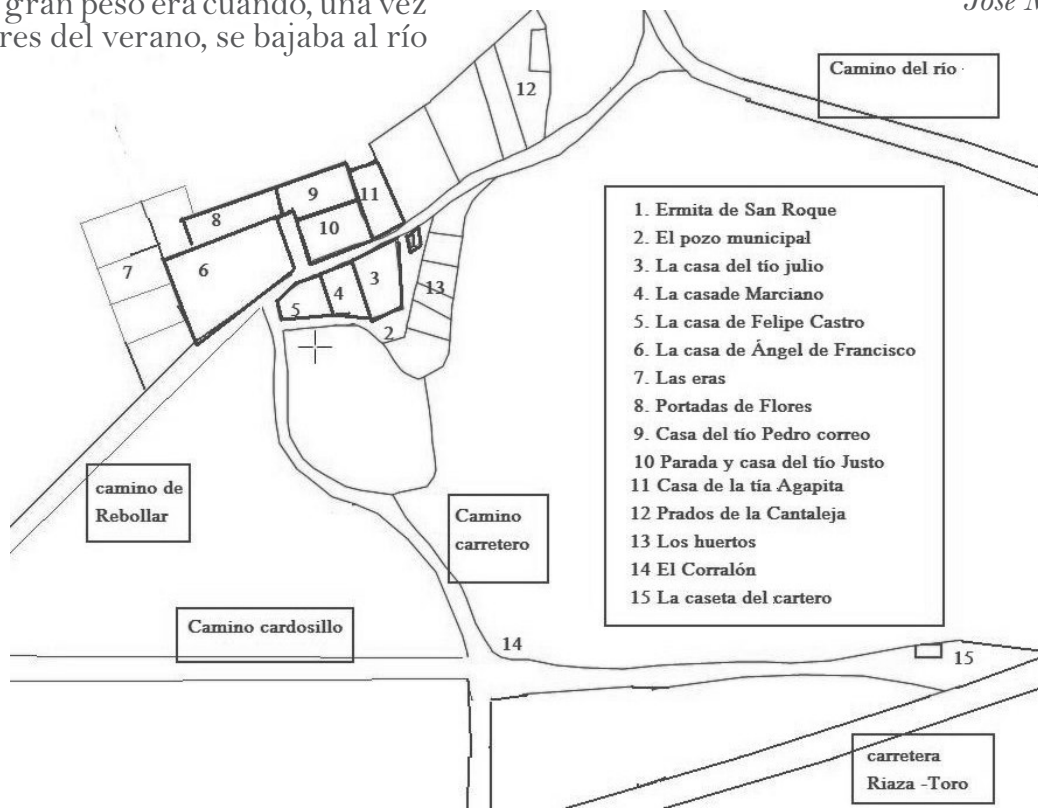 gran peso era cuando, una vez
res del verano, se bajaba al río
José
Camino del río
12
9
11
8
10
7
6
3
4
5
13
2
1. Ermita de San Roque
2. El pozo municipal
3. La casa del tío julio
4. La casade Marciano
5. La casa de Felipe Castro
6. La casa de Ángel de Francisco
7. Las eras
8. Portadas de Flores
9. Casa del tío Pedro correo
10 Parada y casa del tío Justo
11 Casa de la tía Agapita
12 Prados de la Cantaleja
13 Los huertos
14 El Corralón
15 La caseta del cartero
camino de
Rebollar
Camino
carretero
Camino cardosillo
14
15
carretera
Riaza -Toro